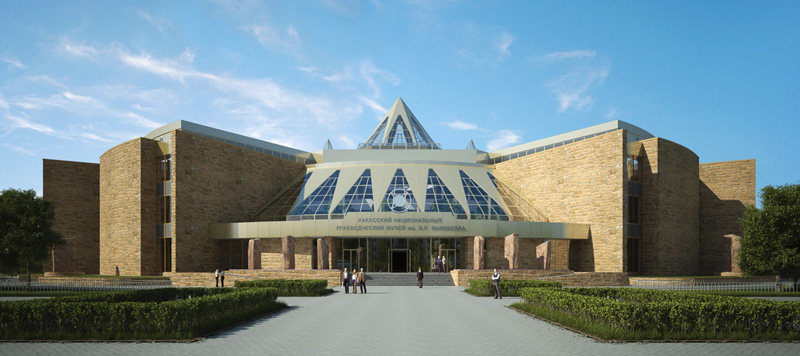 ХАКАССКИЙ НАЦИОНАЛЬНЫЙ
КРАЕВЕДЧЕСКИЙ МУЗЕЙ им. Л.Р. КЫЗЛАСОВА